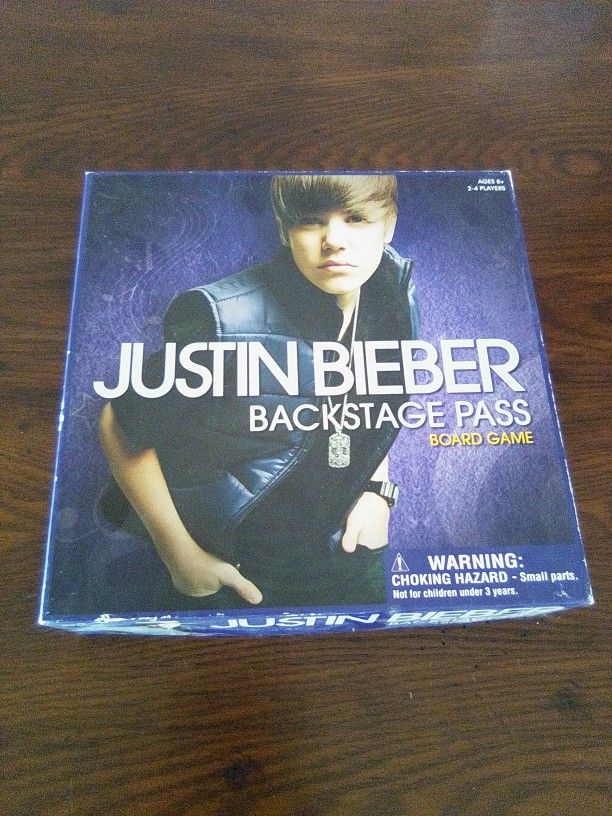 AGES 8+
2-4 PLAYERS
JUSTIN BIEBER
BACKSTAGE PASS
BOARD GAME
WARNING:
CHOKING HAZARD - Small parts.
Not for children under 3 years.
JUSTIN BIEBER